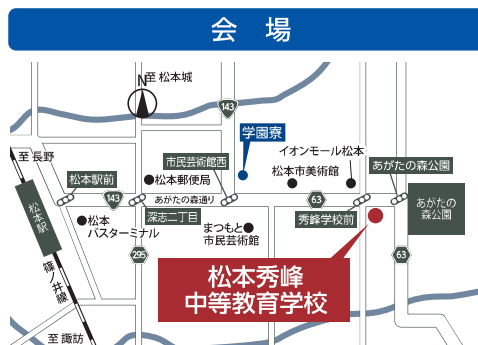 会 場
N
至 松本城
143
学園寮
至 長野
イオンモール松本
市民芸術館西
松本市美術館
あがたの森公園
松本駅前
松本郵便局
143
あがたの森通り
63
あがたの
森公園
松本駅
松本
バスターミナル
深志二丁目
まつもと
市民芸術館
秀峰学校前
295
63
篠ノ井線
松本秀峰
中等教育学校
至 諏訪